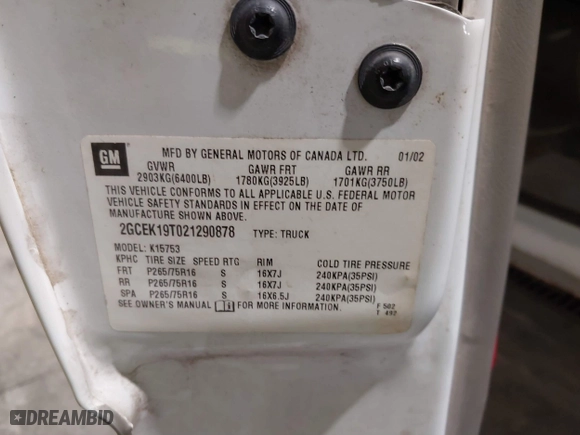 GM
MFD BY GENERAL MOTORS OF CANADA LTD. 01/02
GVWR GAWR FRT GAWR RR
2903KG(6400LB) 1780KG(3925LB) 1701KG(3750LB)
THIS VEHICLE CONFORMS TO ALL APPLICABLE U.S. FEDERAL MOTOR
VEHICLE SAFETY STANDARDS IN EFFECT ON THE DATE OF
MANUFACTURE SHOWN ABOVE.
2GCEK19T021290878 TYPE: TRUCK
MODEL: K15753
KPHC TIRE SIZE SPEED RTG RIM COLD TIRE PRESSURE
FRT P265/75R16 S 16X7J 240KPA(35PSI)
RR P265/75R16 S 16X7J 240KPA(35PSI)
SPA P265/75R16 S 16X6.5J 240KPA(35PSI)
SEE OWNER'S MANUAL FOR MORE INFORMATION.
F 502
T 492
DREAMBID